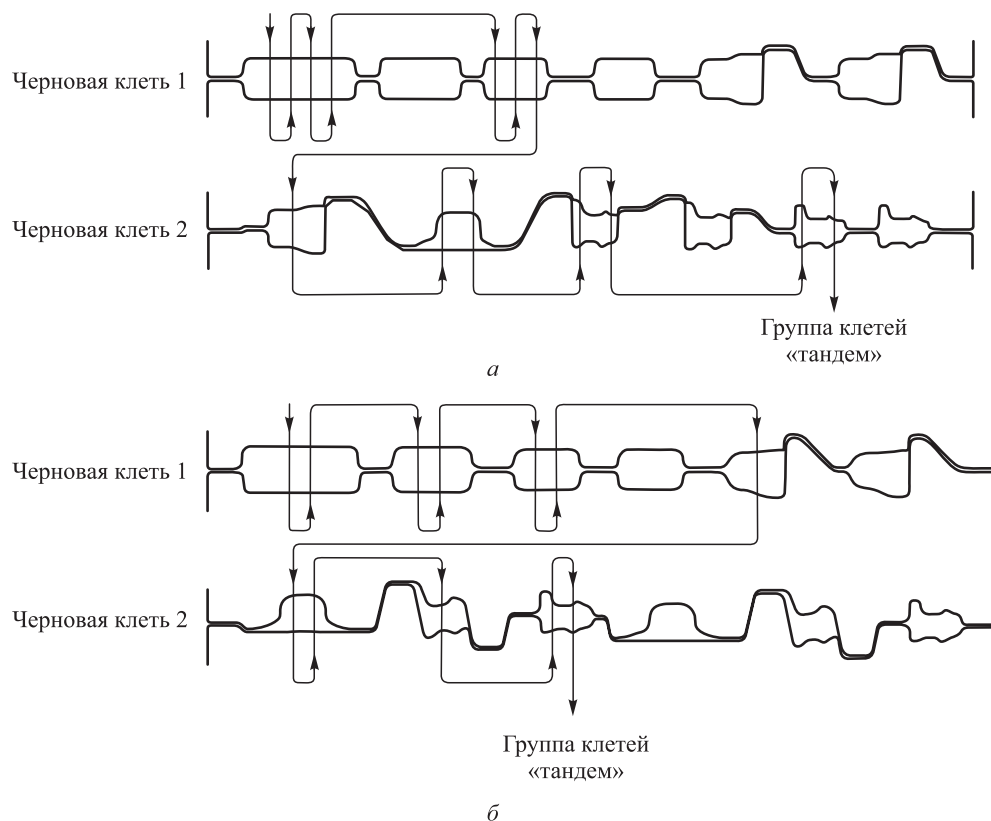 Черновая клеть 1
Черновая клеть 2
Группа клетей
«тандем»
а
Черновая клеть 1
Черновая клеть 2
Группа клетей
«тандем»
б